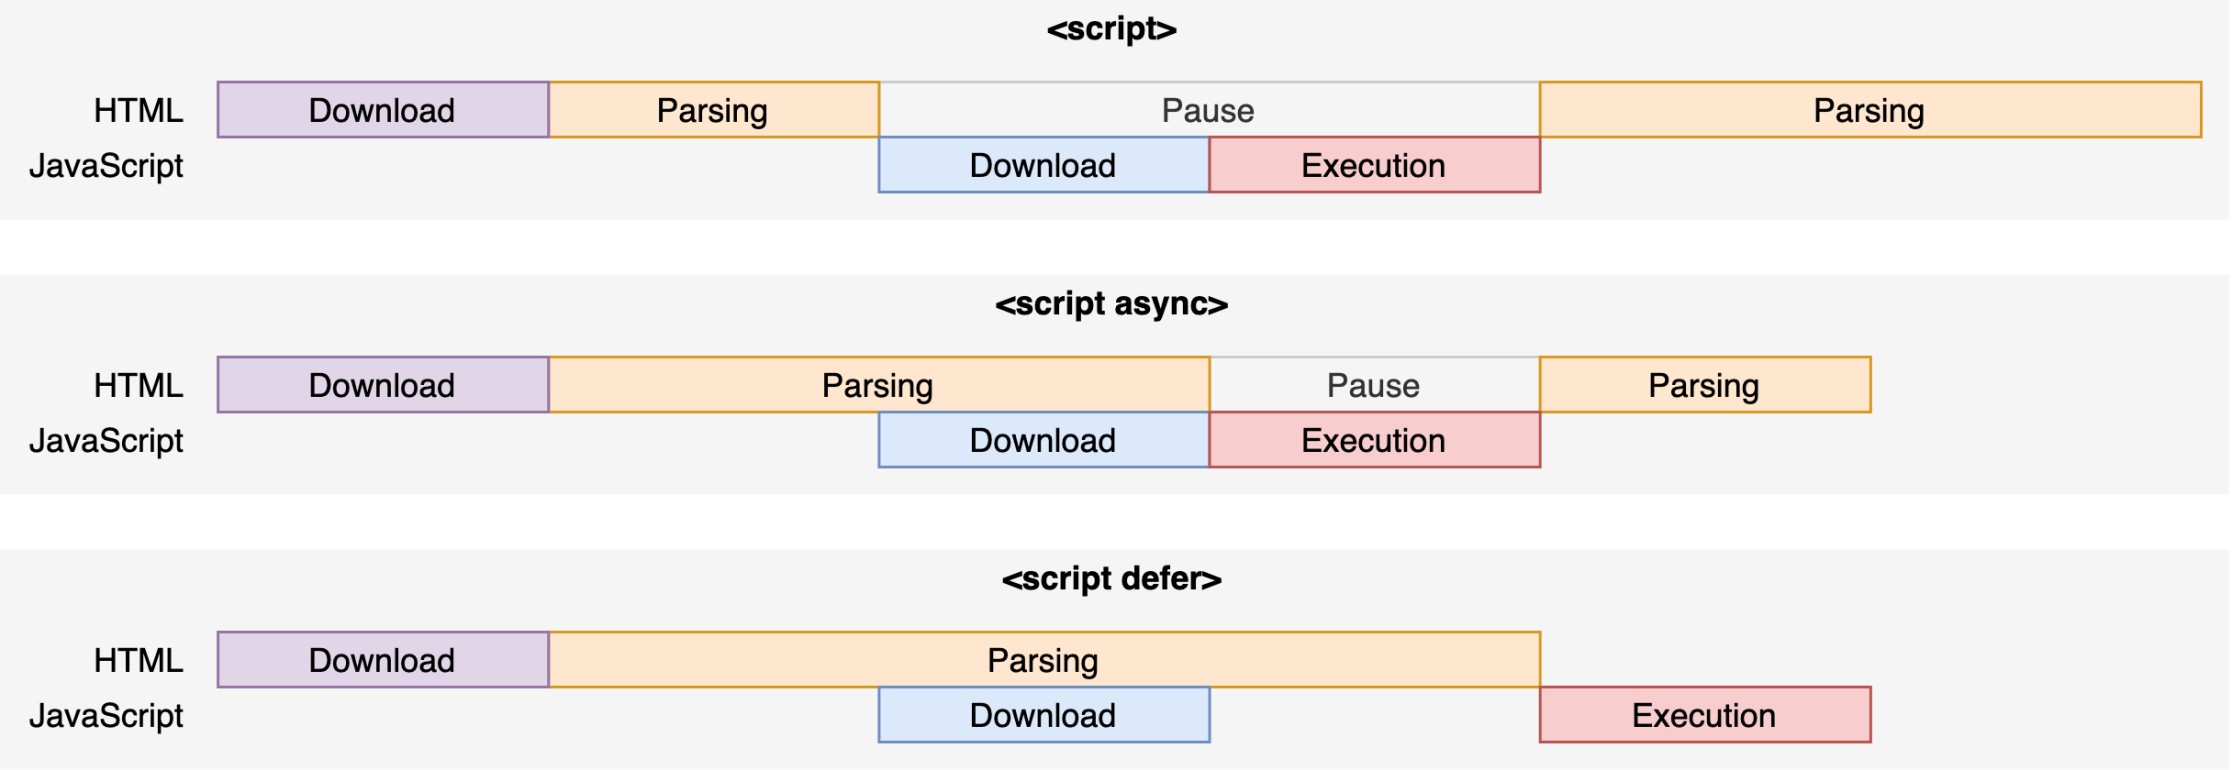 <script>
HTML Download Parsing Pause Parsing
JavaScript Download Execution
<script async>
HTML Download Parsing Pause Parsing
JavaScript Download Execution
<script defer>
HTML Download Parsing
JavaScript Download Execution